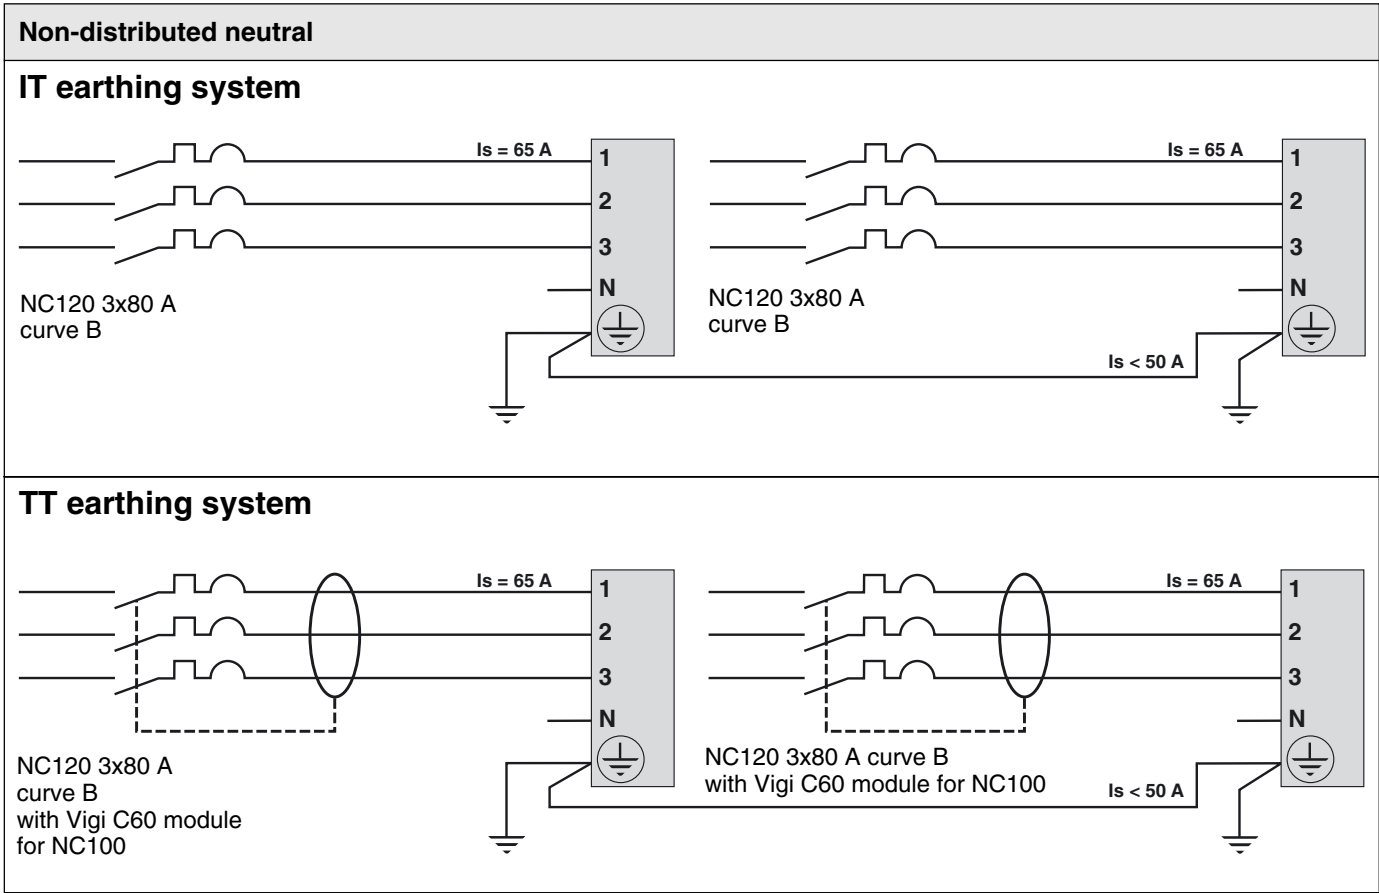 Non-distributed neutral
IT earthing system
Is = 65 A
1
2
3
N
NC120 3x80 A
curve B
Is = 65 A
1
2
3
N
NC120 3x80 A
curve B
Is < 50 A
TT earthing system
Is = 65 A
1
2
3
N
NC120 3x80 A
curve B
with Vigi C60 module
for NC100
Is = 65 A
1
2
3
N
NC120 3x80 A curve B
with Vigi C60 module for NC100
Is < 50 A